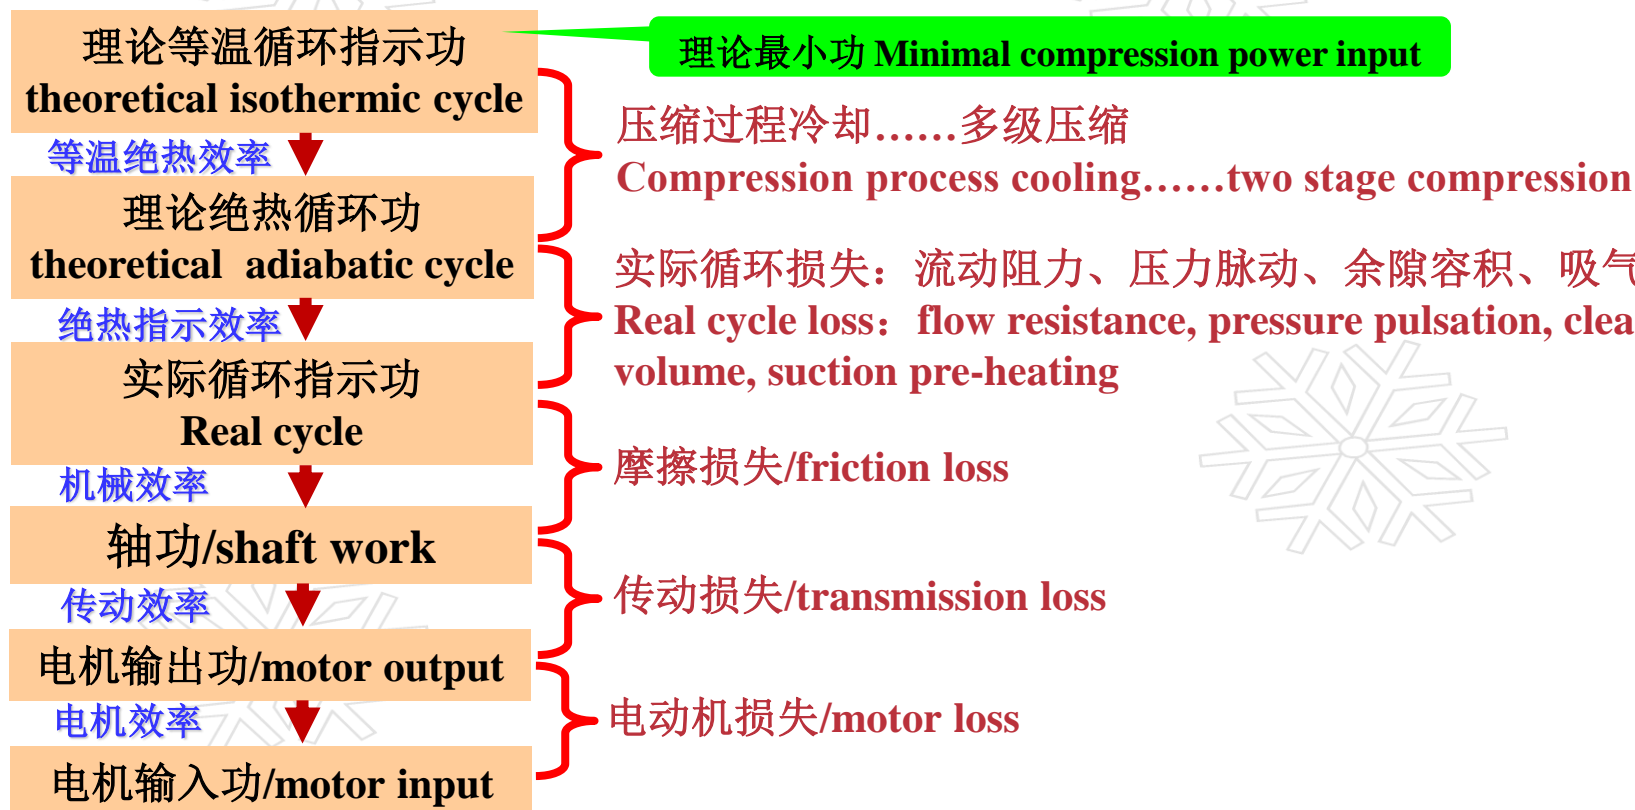 理论等温循环指示功
theoretical isothermic cycle
理论最小功 Minimal compression power input
等温绝热效率
压缩过程冷却……多级压缩
Compression process cooling……two stage compression
理论绝热循环功
theoretical adiabatic cycle
绝热指示效率
实际循环损失：流动阻力、压力脉动、余隙容积、吸气
Real cycle loss： flow resistance, pressure pulsation, clea
volume, suction pre-heating
实际循环指示功
Real cycle
机械效率
摩擦损失/friction loss
轴功/shaft work
传动效率
传动损失/transmission loss
电机输出功/motor output
电机效率
电动机损失/motor loss
电机输入功/motor input